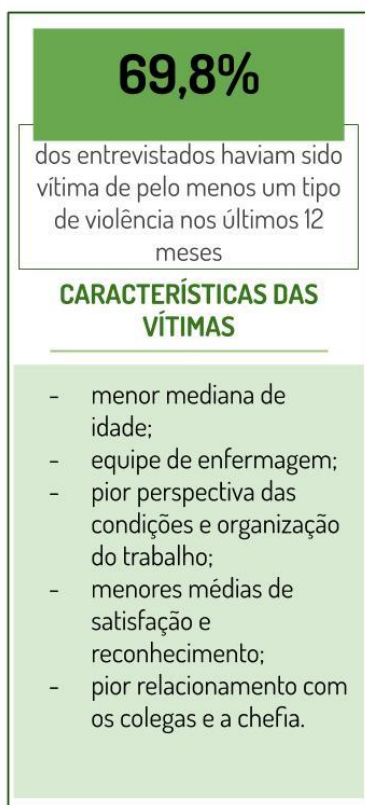 69,8%
dos entrevistados haviam sido
vítima de pelo menos um tipo
de violência nos últimos 12
meses
CARACTERÍSTICAS DAS
VÍTIMAS
- menor mediana de
idade;
- equipe de enfermagem;
- pior perspectiva das
condições e organização
do trabalho;
- menores médias de
satisfação e
reconhecimento;
- pior relacionamento com
os colegas e a chefia.